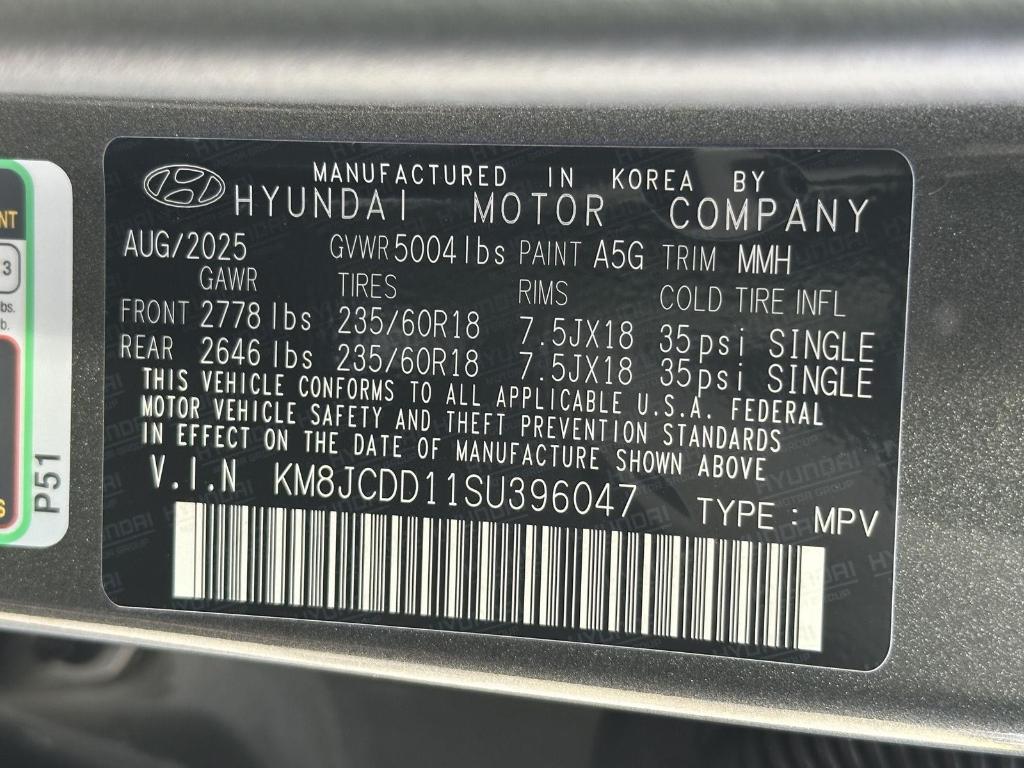 MANUFACTURED IN KOREA BY
HYUNDAI MOTOR COMPANY
AUG/2025 GVWR 5004 lbs PAINT A5G TRIM MMH
GAWR TIRES RIMS COLD TIRE INFL
FRONT 2778 lbs 235/60R18 7.5JX18 35psi SINGLE
REAR 2646 lbs 235/60R18 7.5JX18 35psi SINGLE
THIS VEHICLE CONFORMS TO ALL APPLICABLE U.S.A. FEDERAL
MOTOR VEHICLE SAFETY AND THEFT PREVENTION STANDARDS
IN EFFECT ON THE DATE OF MANUFACTURE SHOWN ABOVE
V.I.N KM8JCDD11SU396047 TYPE : MPV
P51
3